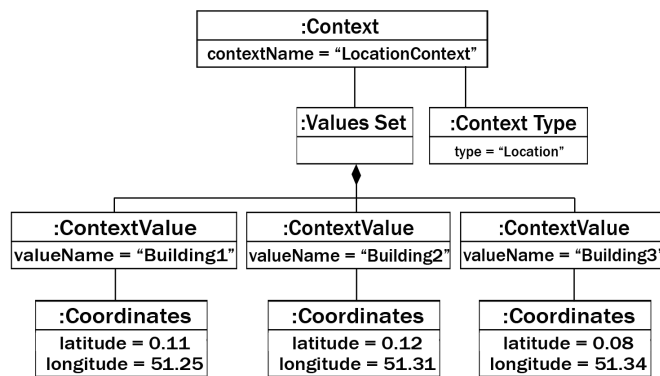 :Context
contextName = “LocationContext”
:Values Set
:Context Type
type = “Location”
:ContextValue
valueName = “Building1”
:ContextValue
valueName = “Building2”
:ContextValue
valueName = “Building3”
:Coordinates
latitude = 0.11
longitude = 51.25
:Coordinates
latitude = 0.12
longitude = 51.31
:Coordinates
latitude = 0.08
longitude = 51.34